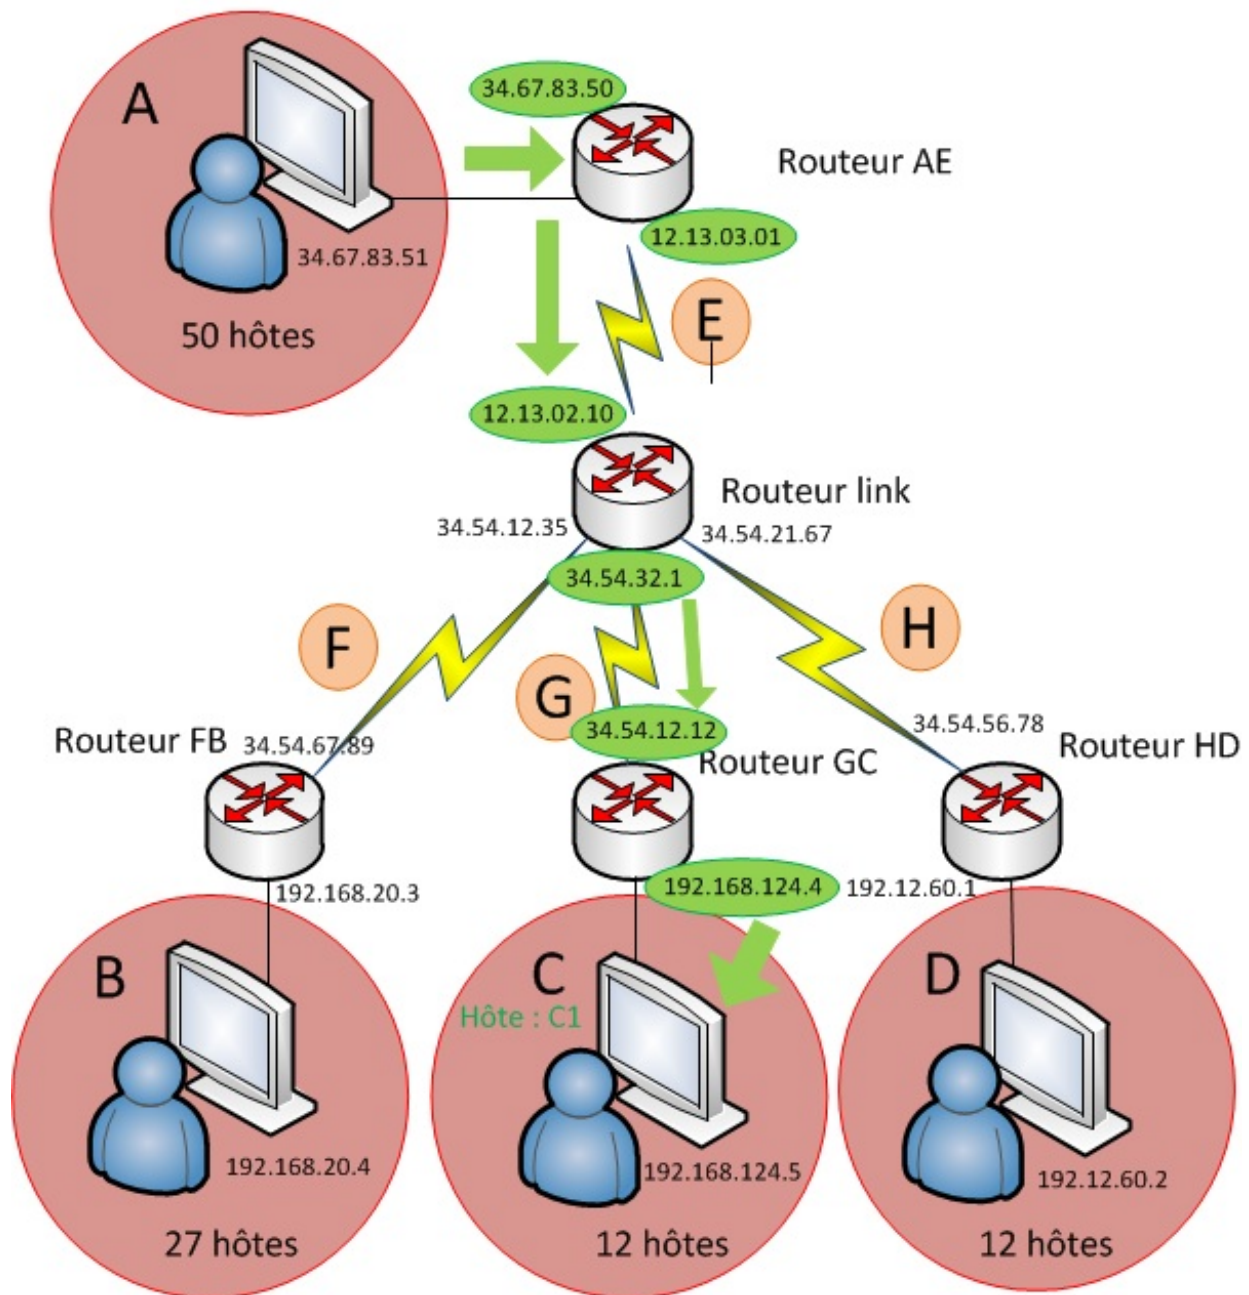 A
34.67.83.50
Routeur AE
12.13.03.01
34.67.83.51
50 hôtes
E
12.13.02.10
Routeur link
34.54.12.35
34.54.21.67
34.54.32.1
F
H
G
34.54.12.12
34.54.56.78
Routeur FB
34.54.67.89
Routeur GC
Routeur HD
192.168.20.3
192.168.124.4
192.12.60.1
B
C
D
Hôte : C1
192.168.20.4
192.168.124.5
192.12.60.2
27 hôtes
12 hôtes
12 hôtes